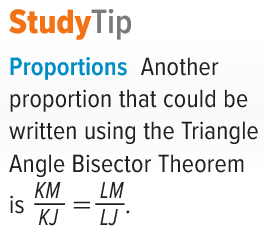 StudyTip
Proportions Another
proportion that could be
written using the Triangle
Angle Bisector Theorem
is KM/KJ = LM/LJ.